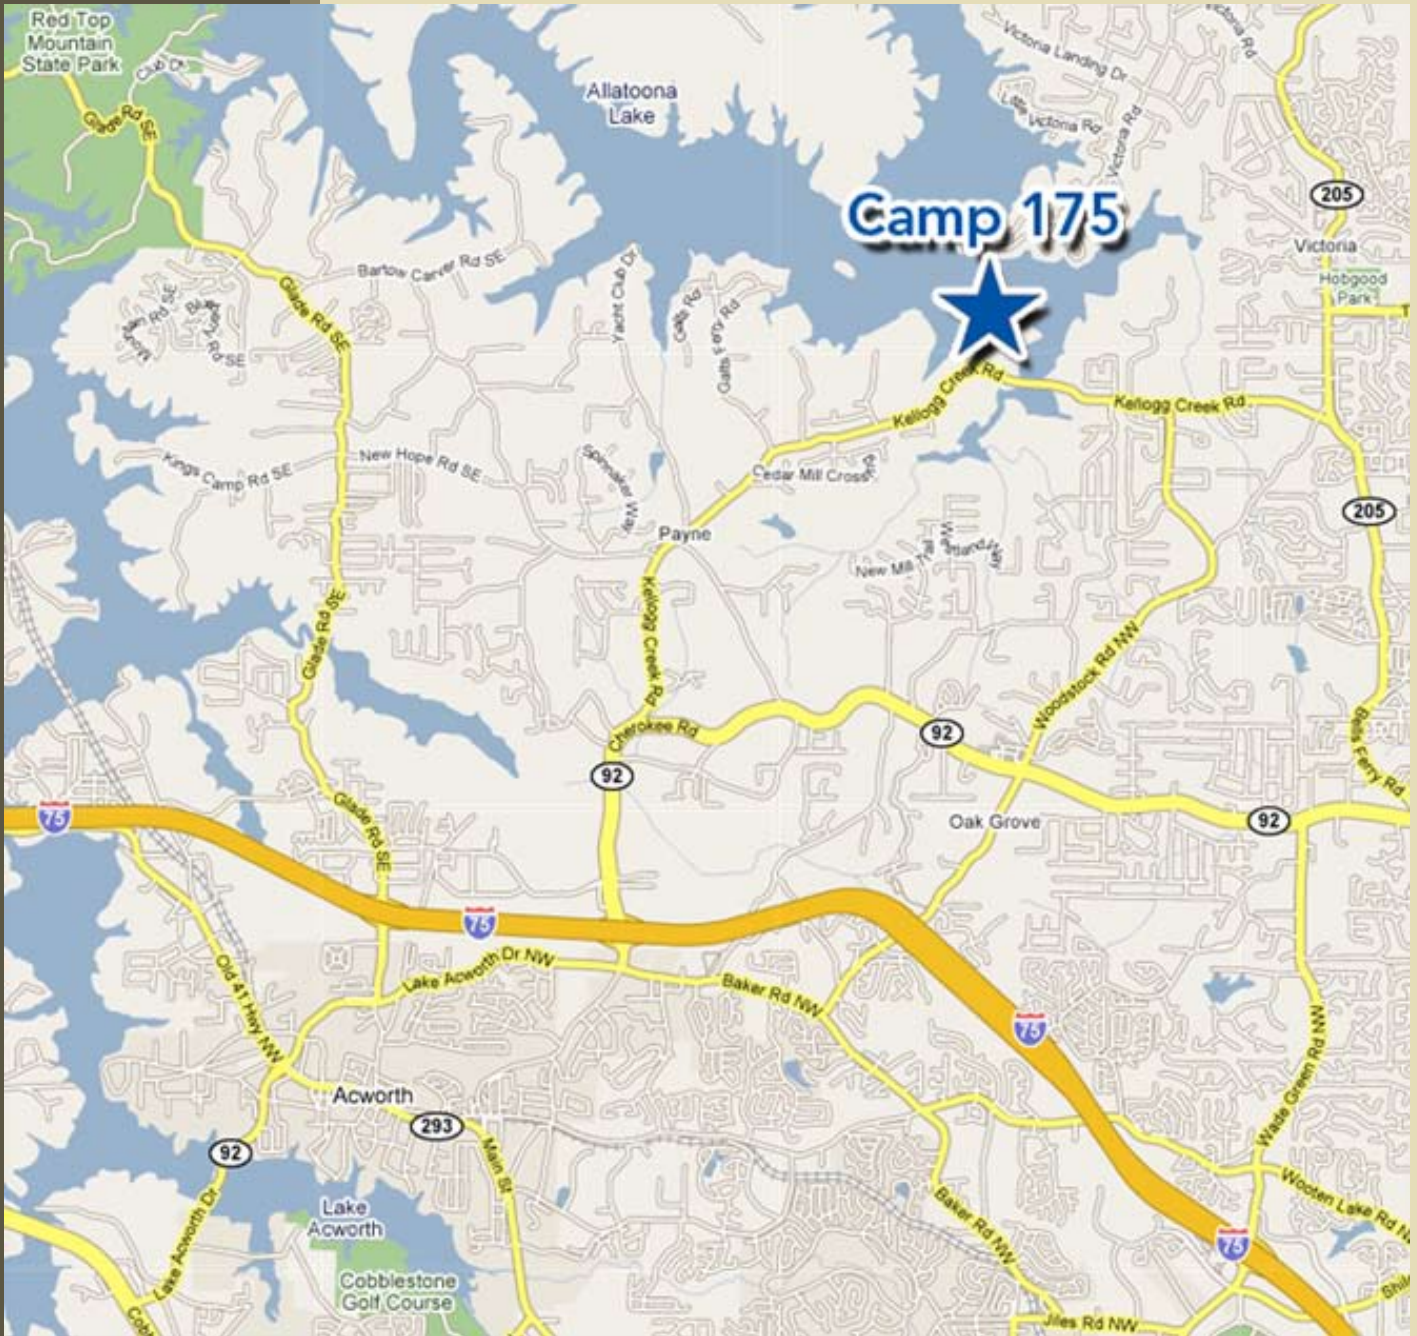 Red Top
Mountain
State Park
Club Dr
Glade Rd SE
Allatoona
Lake
Victoria Landing Dr
Victoria Rd
Victoria Rd
205
Camp 175
Victoria
Hobgood
Park
Bartow Carver Rd SE
Yacht Club Dr
Galts Rd
Galts Ferry Rd
Glade Rd SE
Kellogg Creek Rd
Kellogg Creek Rd
Kings Camp Rd SE
New Hope Rd SE
Spinnaker Way
Cedar Mill Cross
205
Payne
New Mill Trail
Kellogg Creek Rd
Glade Rd SE
Woodstock Rd NW
Cherokee Rd
92
92
Bells Ferry Rd
75
Glade Rd SE
Oak Grove
92
75
Old 41 Hwy NW
Lake Acworth Dr NW
Baker Rd NW
75
Wade Green Rd NW
Acworth
293
92
Main St
Lake Acworth Dr
Lake
Acworth
Baker Rd NW
Wooten Lake Rd N
75
Cobblestone
Golf Course
Jiles Rd NW